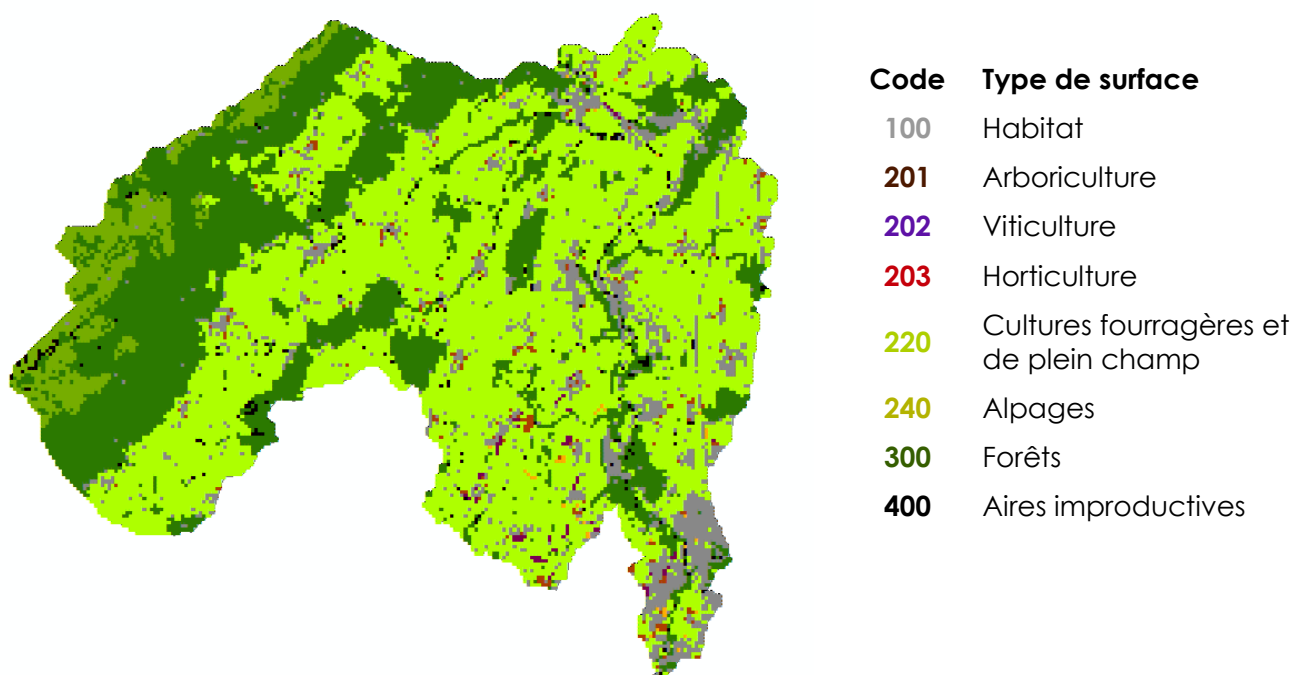 Code Type de surface
100 Habitat
201 Arboriculture
202 Viticulture
203 Horticulture
220 Cultures fourragères et
de plein champ
240 Alpages
300 Forêts
400 Aires improductives